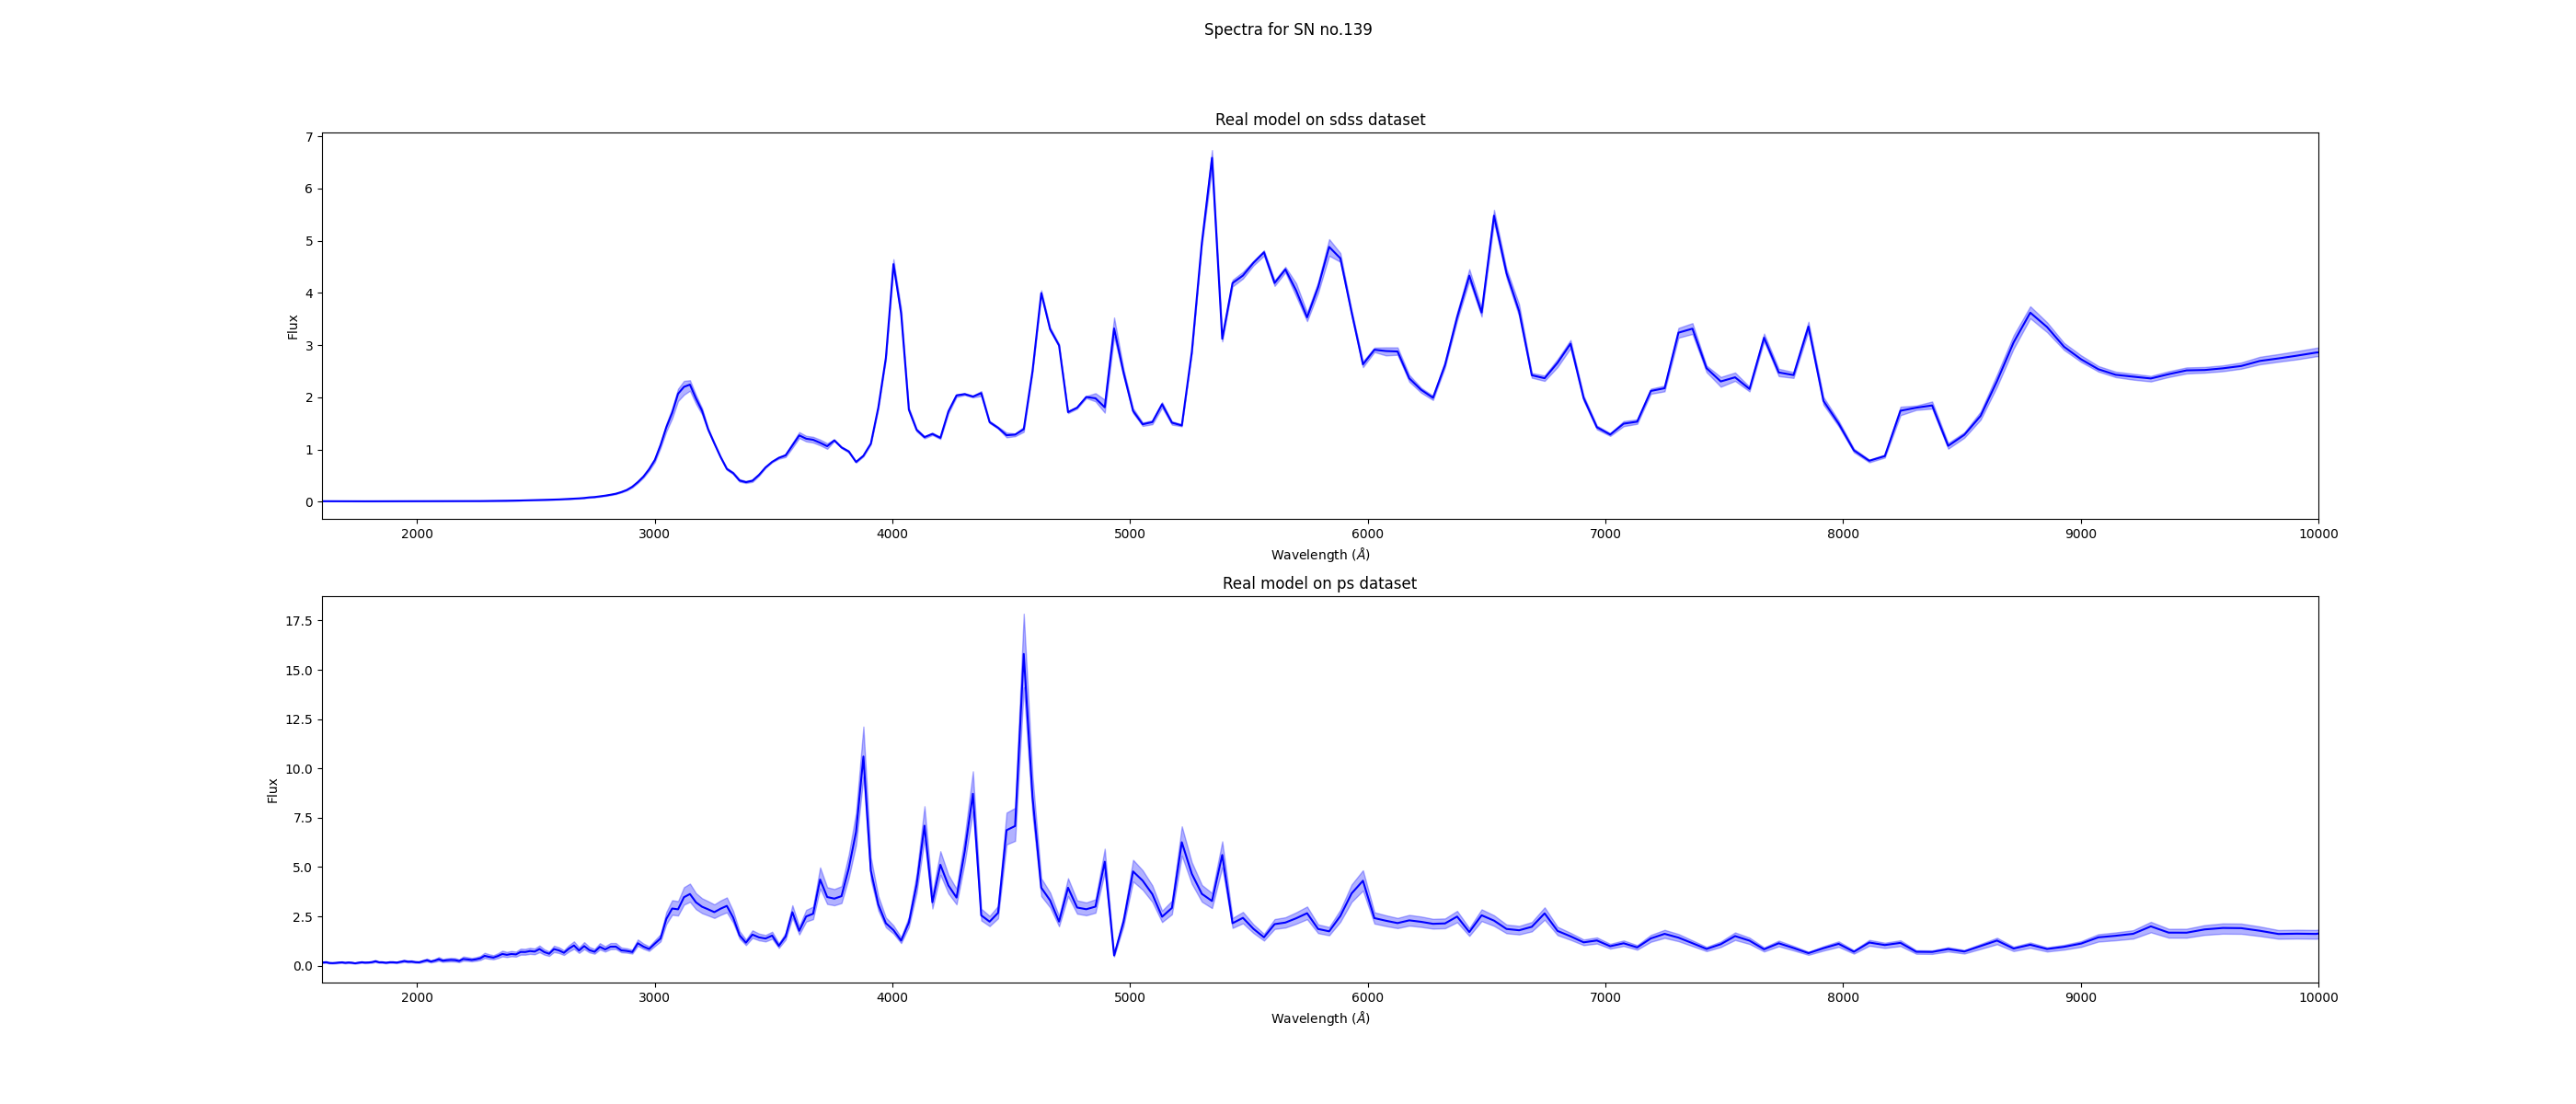 Spectra for SN no.139
Real model on sdss dataset
7
6
5
4
3
2
1
0
Flux
2000 3000 4000 5000 6000 7000 8000 9000 10000
Wavelength (Å)
Real model on ps dataset
17.5
15.0
12.5
10.0
7.5
5.0
2.5
0.0
Flux
2000 3000 4000 5000 6000 7000 8000 9000 10000
Wavelength (Å)